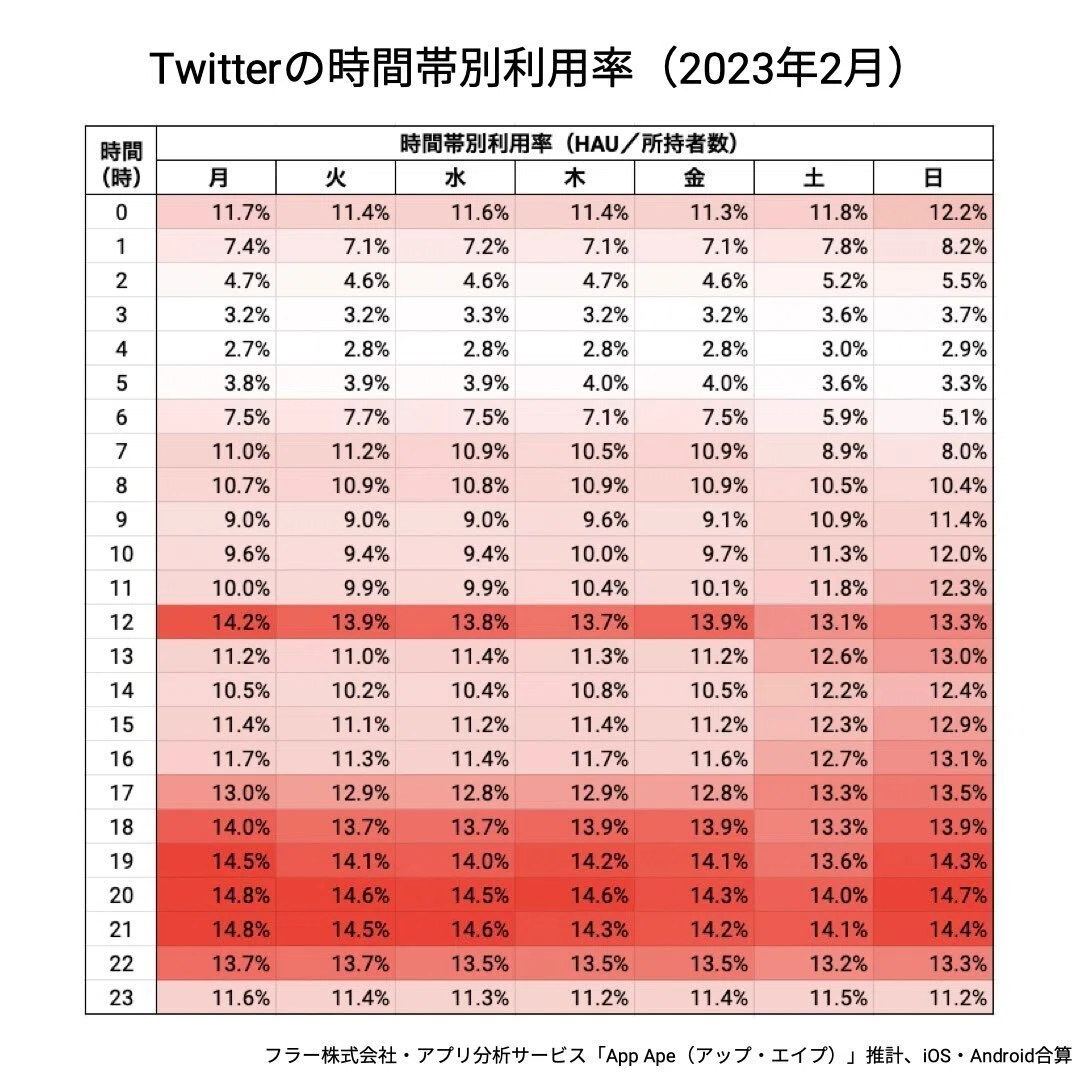 Twitterの時間帯別利用率（2023年2月）
時間帯別利用率（HAU／所持者数）
時間（時） 月 火 水 木 金 土 日
0 11.7% 11.4% 11.6% 11.4% 11.3% 11.8% 12.2%
1 7.4% 7.1% 7.2% 7.1% 7.1% 7.8% 8.2%
2 4.7% 4.6% 4.6% 4.7% 4.6% 5.2% 5.5%
3 3.2% 3.2% 3.3% 3.2% 3.2% 3.6% 3.7%
4 2.7% 2.8% 2.8% 2.8% 2.8% 3.0% 2.9%
5 3.8% 3.9% 3.9% 4.0% 4.0% 3.6% 3.3%
6 7.5% 7.7% 7.5% 7.1% 7.5% 5.9% 5.1%
7 11.0% 11.2% 10.9% 10.5% 10.9% 8.9% 8.0%
8 10.7% 10.9% 10.8% 10.9% 10.9% 10.5% 10.4%
9 9.0% 9.0% 9.0% 9.6% 9.1% 10.9% 11.4%
10 9.6% 9.4% 9.4% 10.0% 9.7% 11.3% 12.0%
11 10.0% 9.9% 9.9% 10.4% 10.1% 11.8% 12.3%
12 14.2% 13.9% 13.8% 13.7% 13.9% 13.1% 13.3%
13 11.2% 11.0% 11.4% 11.3% 11.2% 12.6% 13.0%
14 10.5% 10.2% 10.4% 10.8% 10.5% 12.2% 12.4%
15 11.4% 11.1% 11.2% 11.4% 11.2% 12.3% 12.9%
16 11.7% 11.3% 11.4% 11.7% 11.6% 12.7% 13.1%
17 13.0% 12.9% 12.8% 12.9% 12.8% 13.3% 13.5%
18 14.0% 13.7% 13.7% 13.9% 13.9% 13.3% 13.9%
19 14.5% 14.1% 14.0% 14.2% 14.1% 13.6% 14.3%
20 14.8% 14.6% 14.5% 14.6% 14.3% 14.0% 14.7%
21 14.8% 14.5% 14.6% 14.3% 14.2% 14.1% 14.4%
22 13.7% 13.7% 13.5% 13.5% 13.5% 13.2% 13.3%
23 11.6% 11.4% 11.3% 11.2% 11.4% 11.5% 11.2%
フラー株式会社・アプリ分析サービス「App Ape（アップ・エイプ）」推計、iOS・Android合算